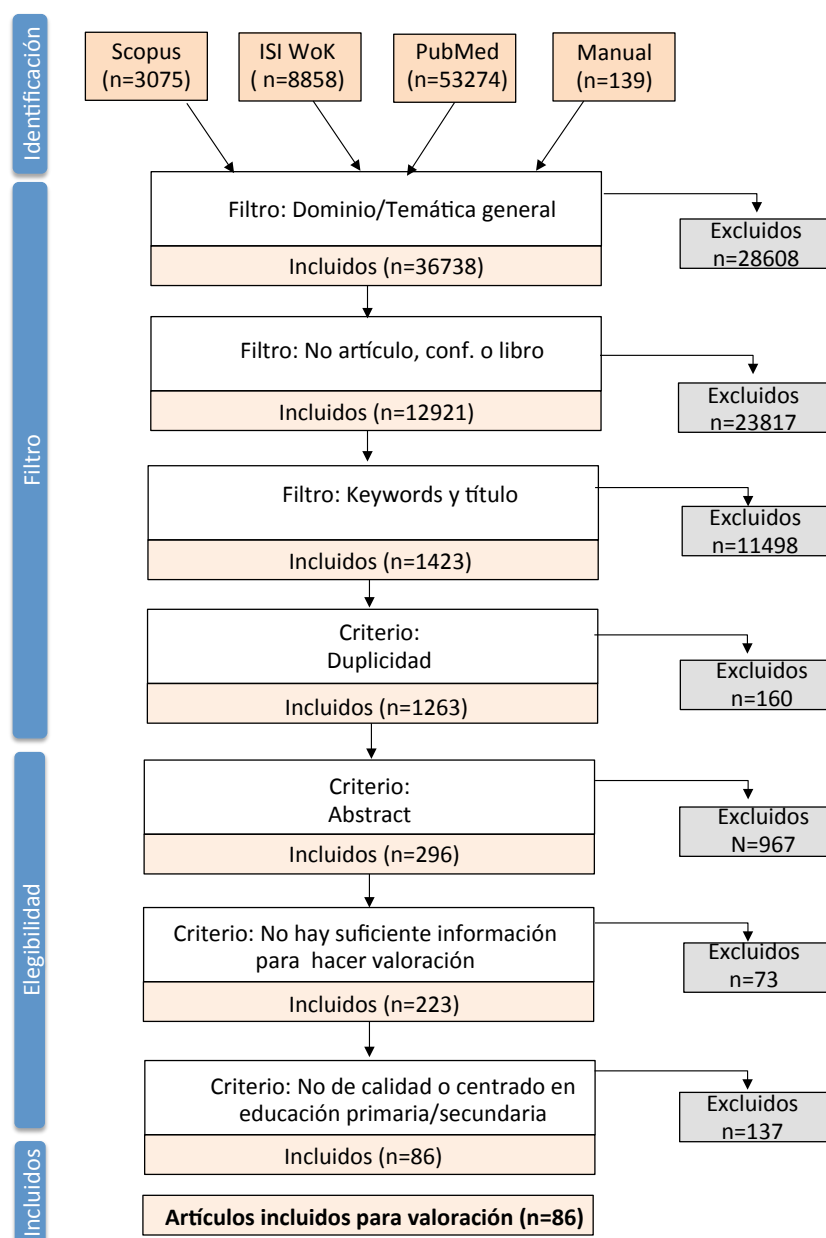 Identificación
Scopus
(n=3075)
ISI WoK
( n=8858)
PubMed
(n=53274)
Manual
(n=139)
Filtro
Filtro: Dominio/Temática general
Incluidos (n=36738)
Excluidos
n=28608
Filtro: No artículo, conf. o libro
Incluidos (n=12921)
Excluidos
n=23817
Filtro: Keywords y título
Incluidos (n=1423)
Excluidos
n=11498
Criterio:
Duplicidad
Incluidos (n=1263)
Excluidos
n=160
Elegibilidad
Criterio:
Abstract
Incluidos (n=296)
Excluidos
N=967
Criterio: No hay suficiente información
para hacer valoración
Incluidos (n=223)
Excluidos
n=73
Criterio: No de calidad o centrado en
educación primaria/secundaria
Incluidos (n=86)
Excluidos
n=137
Incluidos
Artículos incluidos para valoración (n=86)